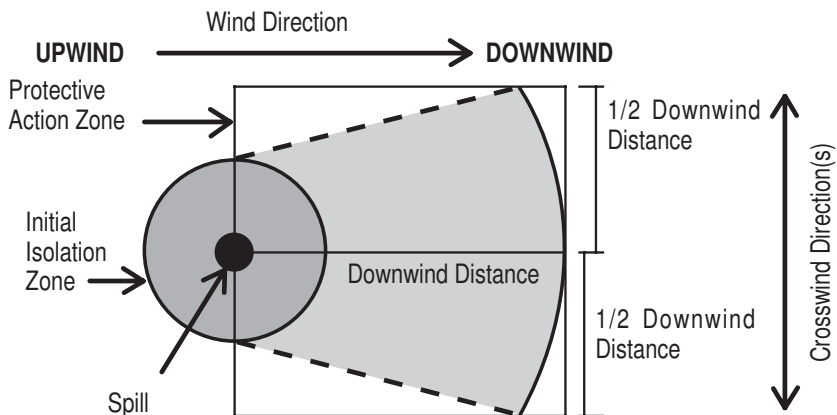 Wind Direction
UPWIND
DOWNWIND
Protective
Action Zone
1/2 Downwind
Distance
Crosswind Direction(s)
Initial
Isolation
Zone
Downwind Distance
1/2 Downwind
Distance
Spill